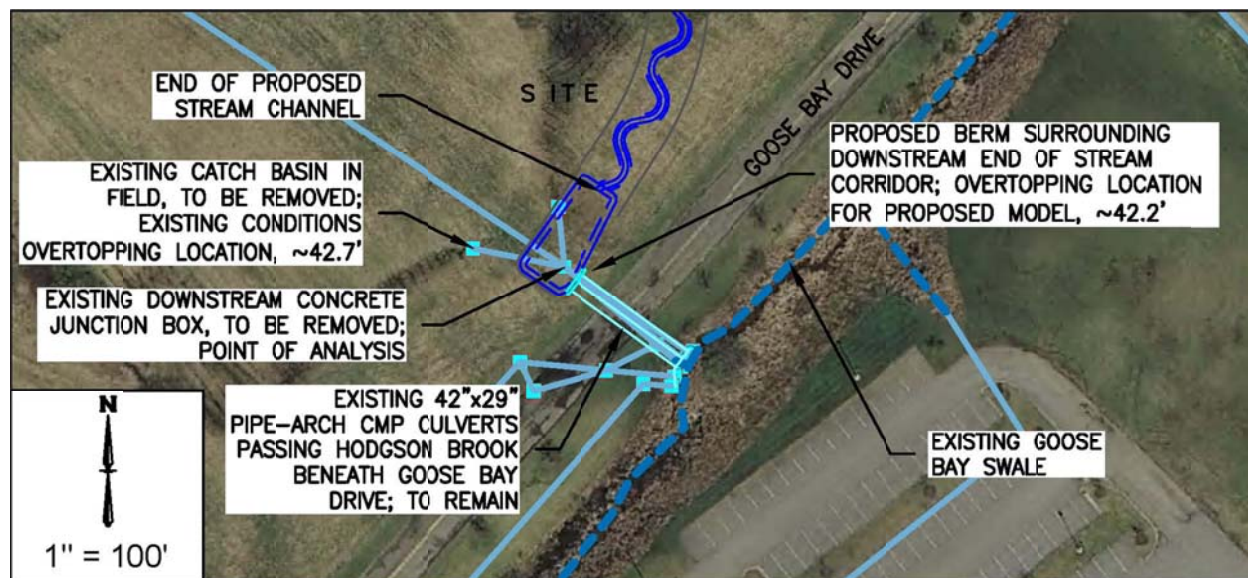 END OF PROPOSED
STREAM CHANNEL
SITE
GOOSE BAY DRIVE
EXISTING CATCH BASIN IN
FIELD, TO BE REMOVED;
EXISTING CONDITIONS
OVERTOPPING LOCATION, ~42.7'
PROPOSED BERM SURROUNDING
DOWNSTREAM END OF STREAM
CORRIDOR; OVERTOPPING LOCATION
FOR PROPOSED MODEL, ~42.2'
EXISTING DOWNSTREAM CONCRETE
JUNCTION BOX, TO BE REMOVED;
POINT OF ANALYSIS
EXISTING 42"x29"
PIPE-ARCH CMP CULVERTS
PASSING HODGSON BROOK
BENEATH GOOSE BAY
DRIVE; TO REMAIN
EXISTING GOOSE
BAY SWALE
N
1" = 100'